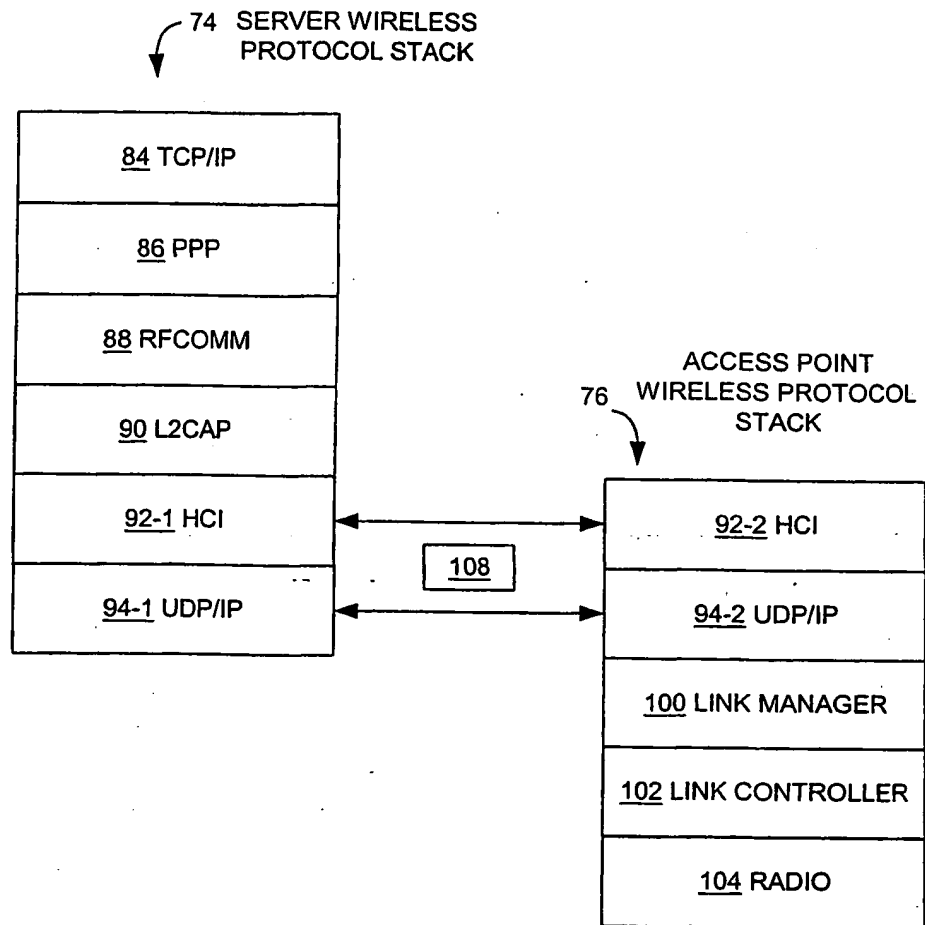 74 SERVER WIRELESS
PROTOCOL STACK
84 TCP/IP
86 PPP
88 RFCOMM
90 L2CAP
92-1 HCI
94-1 UDP/IP
108
ACCESS POINT
76 WIRELESS PROTOCOL
STACK
92-2 HCI
94-2 UDP/IP
100 LINK MANAGER
102 LINK CONTROLLER
104 RADIO